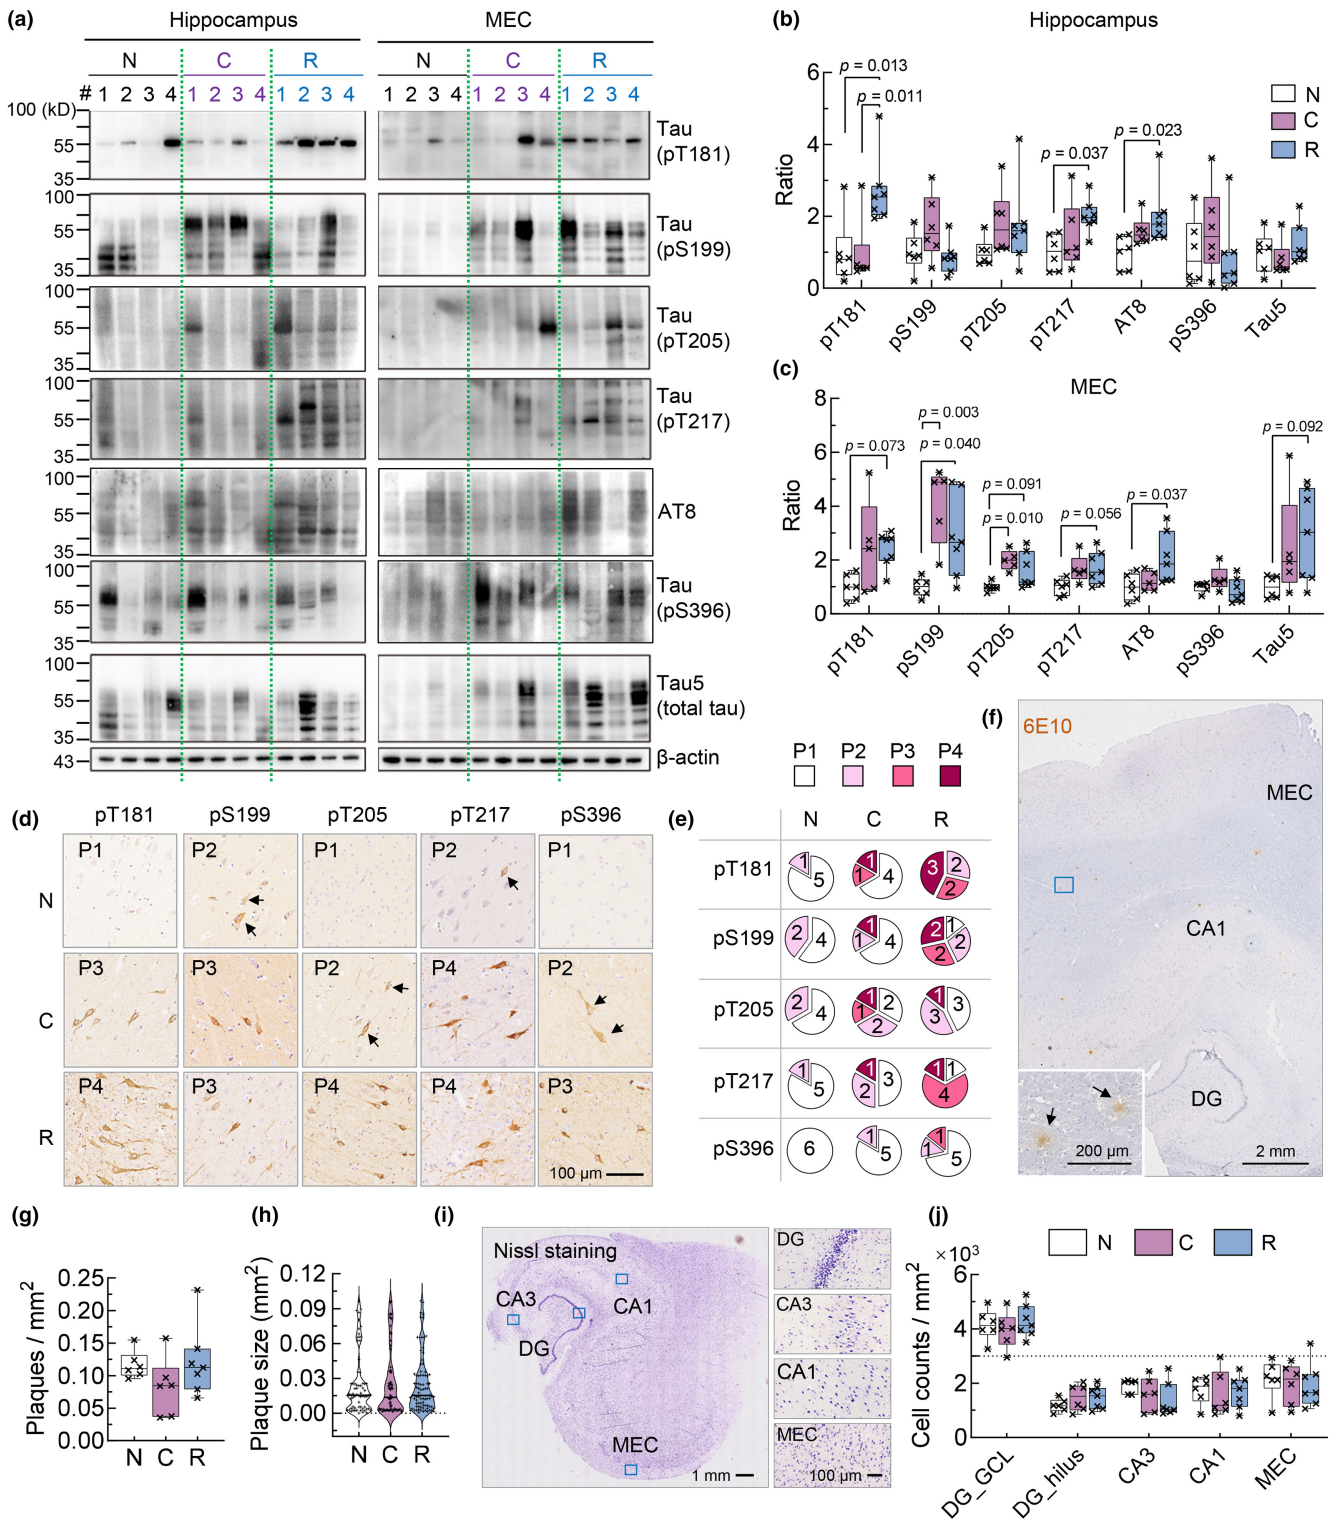 (a)
Hippocampus
MEC
N C R N C R
# 1 2 3 4 1 2 3 4 1 2 3 4 1 2 3 4 1 2 3 4 1 2 3 4
100 (kD)
55
35
Tau
(pT181)
100
55
35
Tau
(pS199)
100
55
35
Tau
(pT205)
100
55
35
Tau
(pT217)
100
55
35
AT8
100
55
35
Tau
(pS396)
100
55
35
Tau5
(total tau)
43
β-actin
(b)
Hippocampus
Ratio
6
4
2
0
p = 0.013
p = 0.011
p = 0.037
p = 0.023
N
C
R
pT181 pS199 pT205 pT217 AT8 pS396 Tau5
(c)
MEC
Ratio
8
6
4
2
0
p = 0.073
p = 0.003
p = 0.040
p = 0.091
p = 0.010
p = 0.056
p = 0.037
p = 0.092
pT181 pS199 pT205 pT217 AT8 pS396 Tau5
(d)
pT181 pS199 pT205 pT217 pS396
N
P1 P2 P1 P2 P1
C
P3 P3 P2 P4 P2
R
P4 P3 P4 P4 P3
100 µm
P1 P2 P3 P4
(e)
N C R
pT181 1 5 1 1 4 3 2 2
pS199 2 4 1 1 4 2 1 2 2
pT205 2 4 1 1 2 2 1 3 3
pT217 1 5 1 2 3 1 4
pS396 6 1 5 1 1 5
(f)
6E10
MEC
CA1
DG
200 µm
2 mm
(g)
Plaques / mm²
0.25
0.20
0.15
0.10
0.05
0.00
N C R
(h)
Plaque size (mm²)
0.12
0.09
0.06
0.03
0.00
N C R
(i)
Nissl staining
CA3
CA1
DG
MEC
1 mm
DG
CA3
CA1
MEC
100 µm
(j)
N C R
×10³
Cell counts / mm²
6
4
2
0
DG_GCL DG_hilus CA3 CA1 MEC